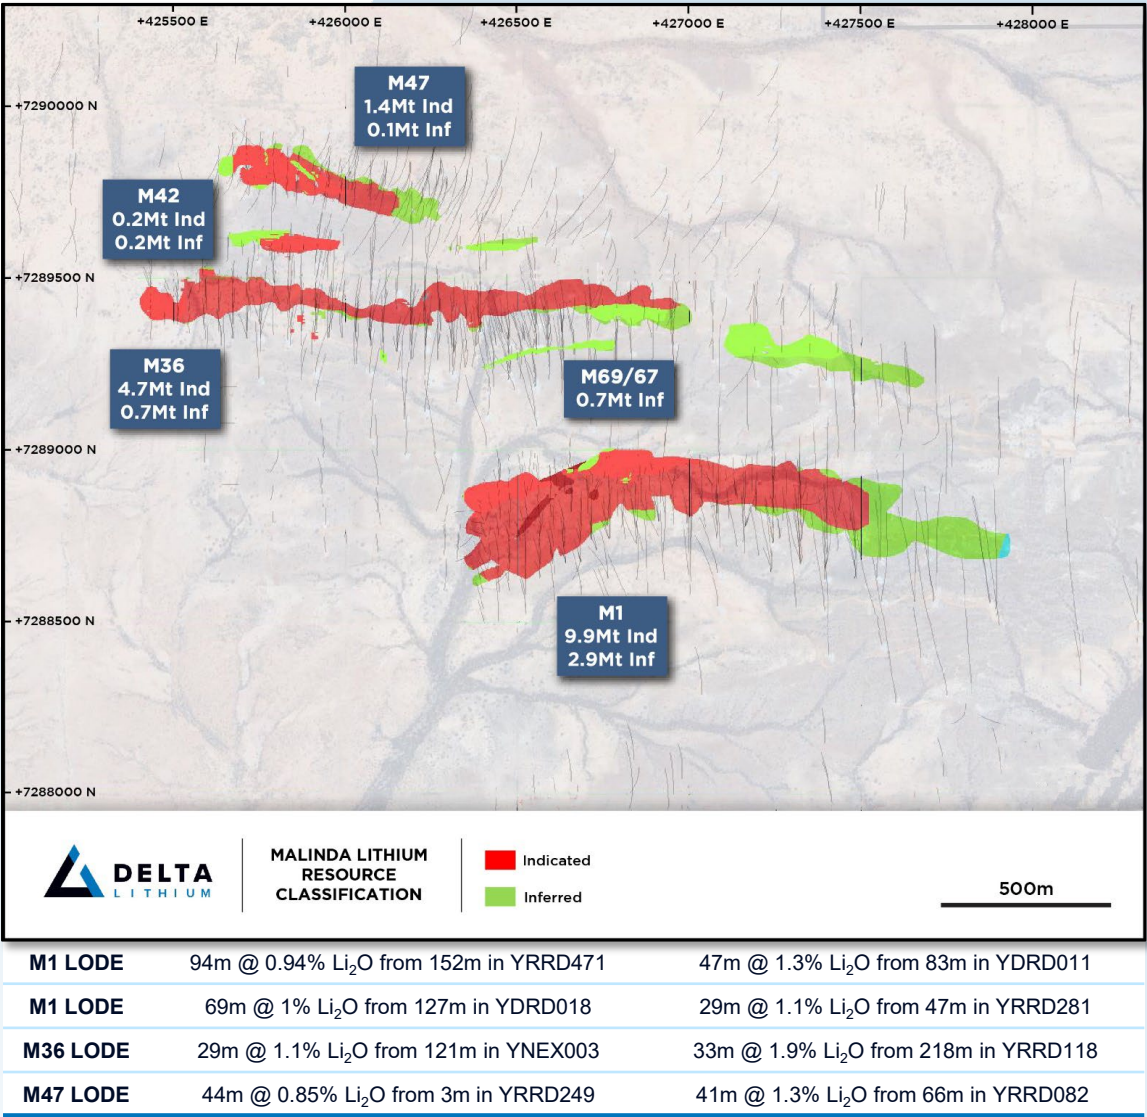 +425500 E +426000 E +426500 E +427000 E +427500 E +428000 E
+7290000 N
M47
1.4Mt Ind
0.1Mt Inf
M42
0.2Mt Ind
0.2Mt Inf
+7289500 N
M36
4.7Mt Ind
0.7Mt Inf
M69/67
0.7Mt Inf
+7289000 N
M1
9.9Mt Ind
2.9Mt Inf
+7288500 N
+7288000 N
DELTA
LITHIUM
MALINDA LITHIUM
RESOURCE
CLASSIFICATION
Indicated
Inferred
500m
M1 LODE 94m @ 0.94% Li₂O from 152m in YRRD471 47m @ 1.3% Li₂O from 83m in YDRD011
M1 LODE 69m @ 1% Li₂O from 127m in YDRD018 29m @ 1.1% Li₂O from 47m in YRRD281
M36 LODE 29m @ 1.1% Li₂O from 121m in YNEX003 33m @ 1.9% Li₂O from 218m in YRRD118
M47 LODE 44m @ 0.85% Li₂O from 3m in YRRD249 41m @ 1.3% Li₂O from 66m in YRRD082